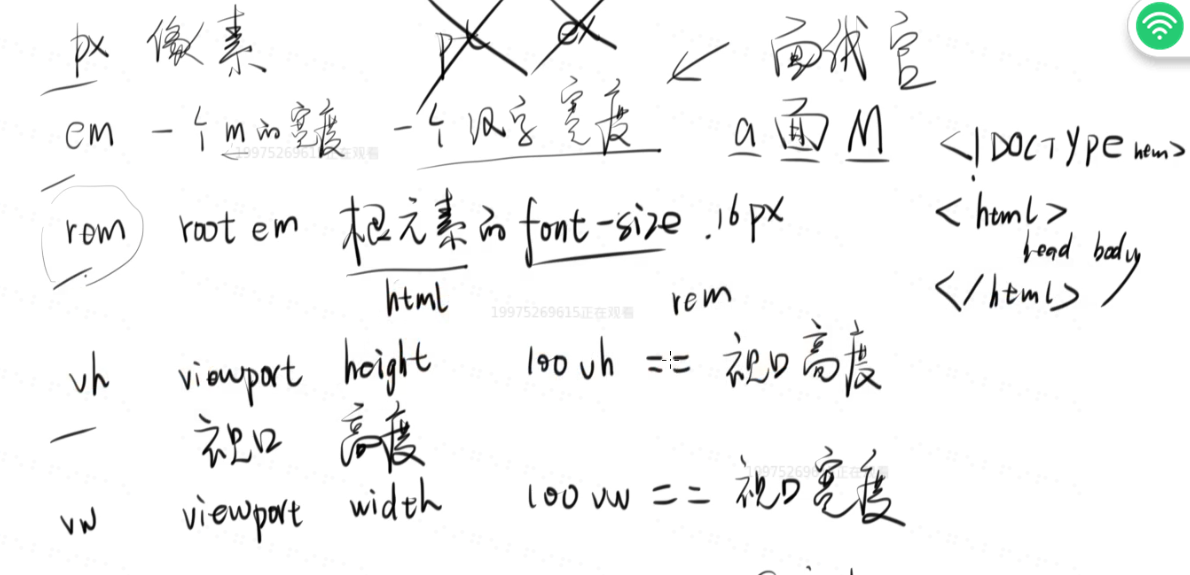 px 像素 pt ex ← 面试官
em 一个m的宽度 一个汉字宽度 a 面 M <!DOCTYPE html>
rem root em 根元素的 font-size .16px <html>
head body
html rem </html>
19975269615正在观看
vh viewport height 100vh == 视口高度
视口 高度
vw viewport width 100vw == 视口宽度